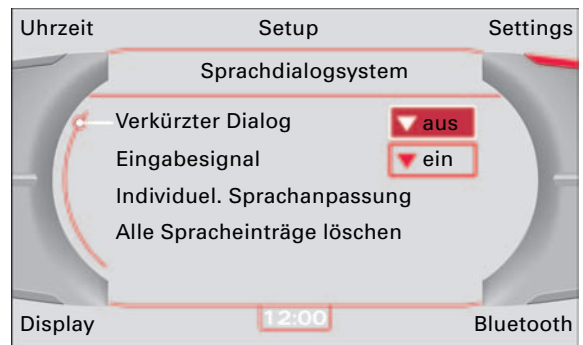 Uhrzeit Setup Settings
Sprachdialogsystem
Verkürzter Dialog aus
Eingabesignal ein
Individuel. Sprachanpassung
Alle Spracheinträge löschen
12:00
Display Bluetooth